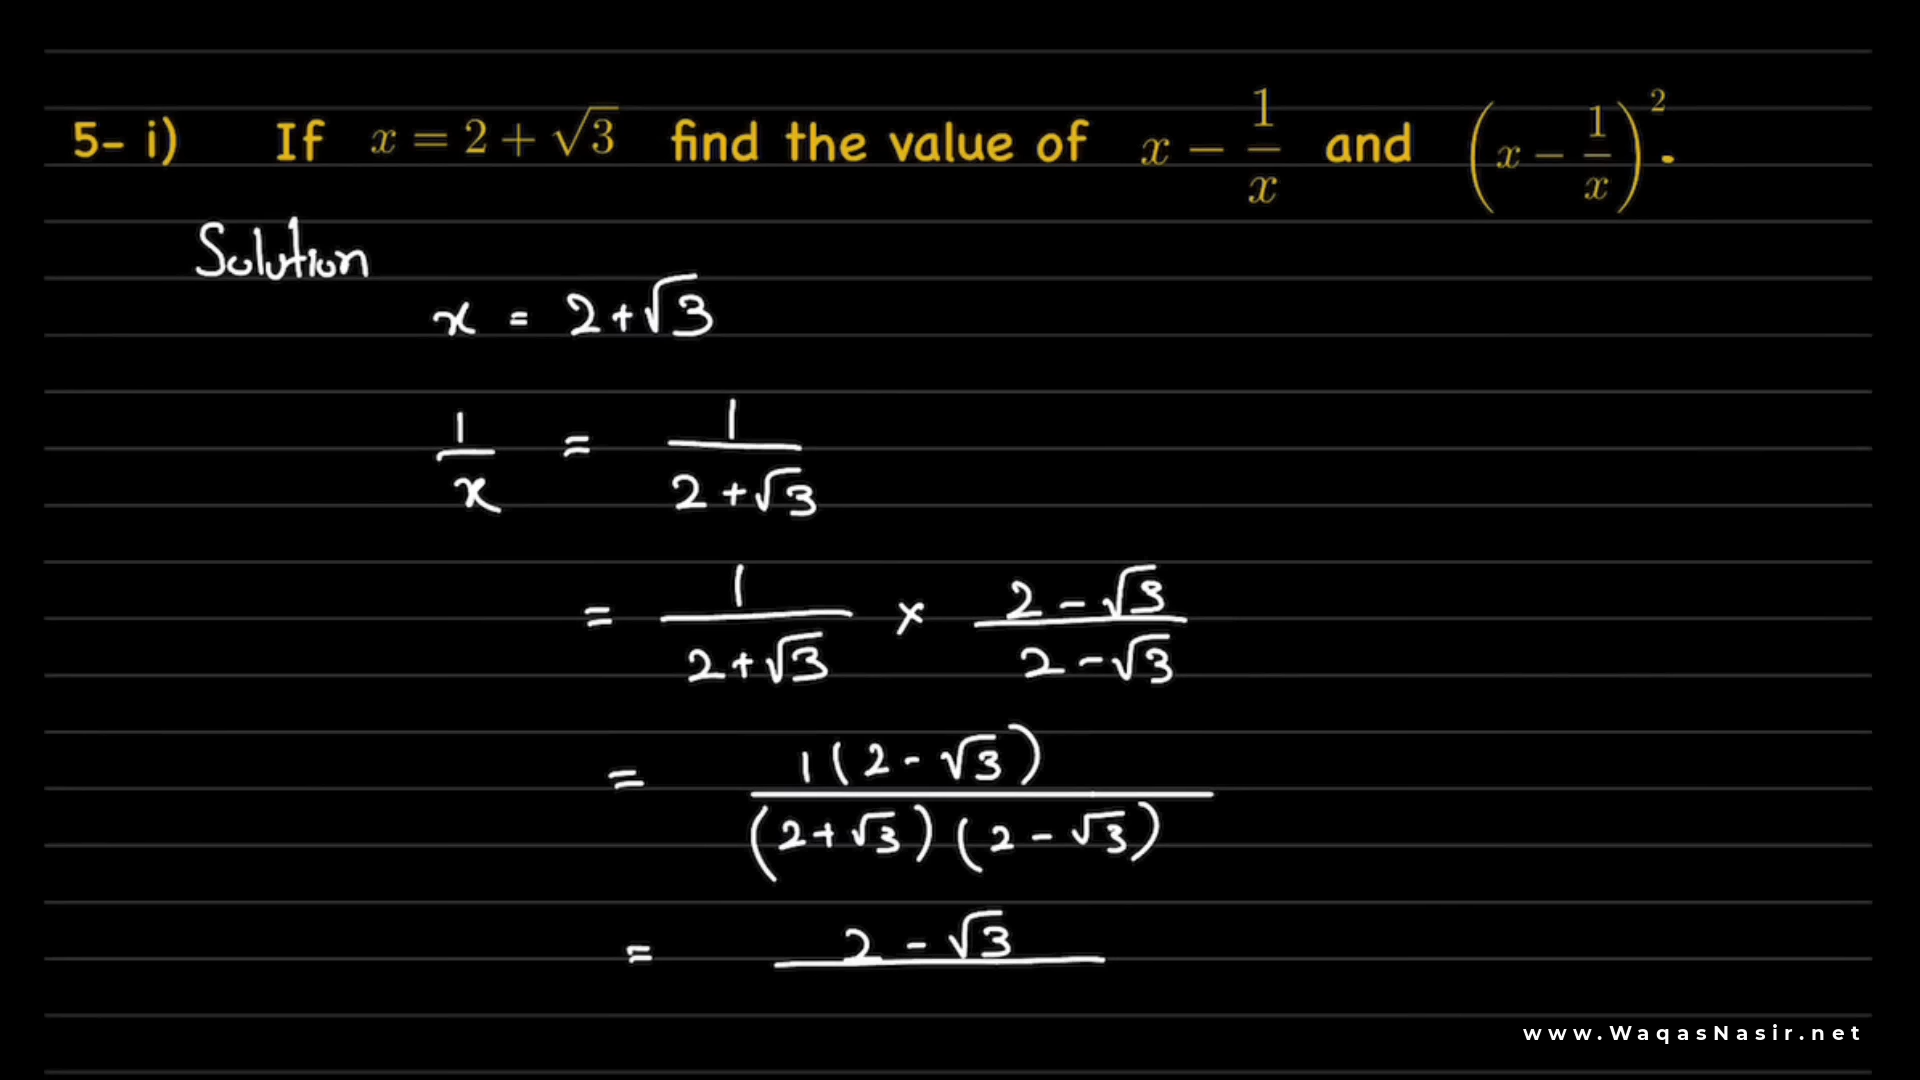 5- i) If x = 2 + √3 find the value of x − 1/x and (x − 1/x)².
Solution
x = 2+√3
1/x = 1/(2+√3)
= 1/(2+√3) × (2-√3)/(2-√3)
= 1(2-√3)/((2+√3)(2-√3))
= 2-√3
www.WaqasNasir.net